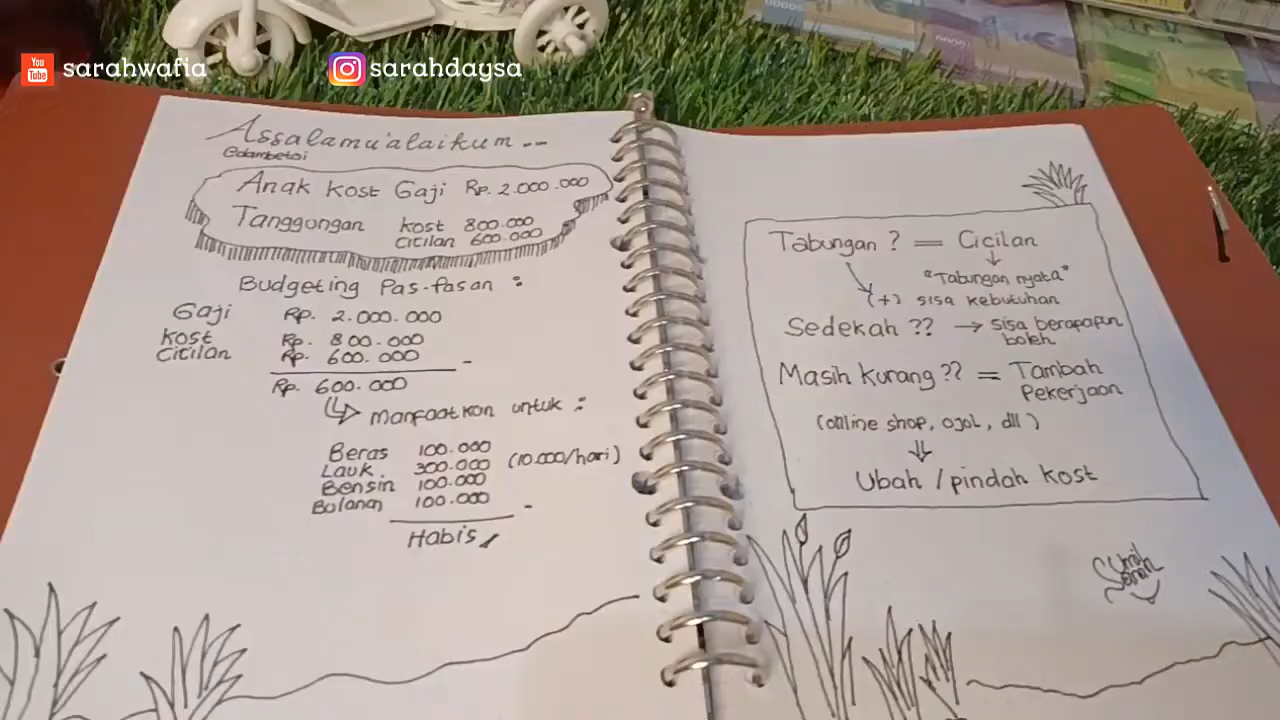 You
Tube
sarahwafia
sarahdaysa
Assalamu'alaikum...
Anak Kost Gaji Rp. 2.000.000
Tanggungan kost 800.000
Cicilan 600.000
Budgeting Pas-Pasan :
Gaji Rp. 2.000.000
Kost Rp. 800.000
Cicilan Rp. 600.000 -
Rp. 600.000
manfaatkan untuk :
Beras 100.000
Lauk 300.000 (10.000/hari)
Bensin 100.000
Bulanan 100.000 -
Habis
Tabungan ? = Cicilan
"Tabungan nyata"
(+) sisa kebutuhan
Sedekah ?? → sisa berapapun
boleh
Masih Kurang ?? = Tambah
Pekerjaan
(online shop, ojol, dll)
Ubah / pindah kost
Sarah